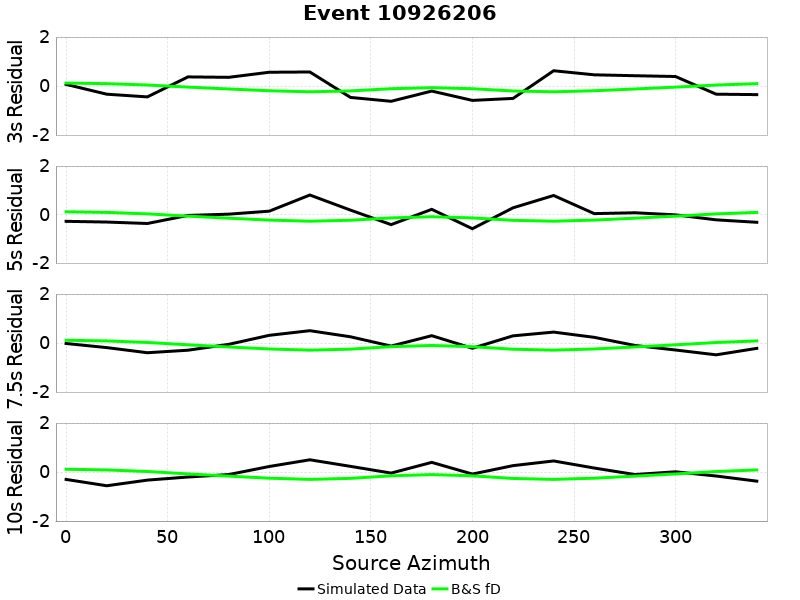 Event 10926206
3s Residual
2
0
-2
5s Residual
2
0
-2
7.5s Residual
2
0
-2
10s Residual
2
0
-2
0 50 100 150 200 250 300
Source Azimuth
Simulated Data B&S fD